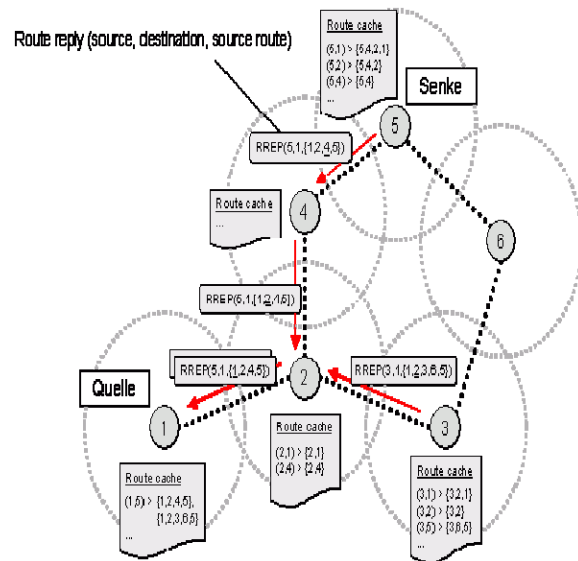 Route reply (source, destination, source route)
Route cache
(5,1) > {5,4,2,1}
(5,2) > {5,4,2}
(5,4) > {5,4}
...
Senke
5
RREP(5,1,{1,2,4,5})
Route cache
...
4
6
RREP(5,1,{1,2,4,5})
RREP(5,1,{1,2,4,5})
RREP(3,1,{1,2,3,6,5})
Quelle
2
1
3
Route cache
(2,1) > {2,1}
(2,4) > {2,4}
Route cache
(1,5) > {1,2,4,5},
{1,2,3,6,5}
...
Route cache
(3,1) > {3,2,1}
(3,2) > {3,2}
(3,5) > {3,6,5}
...